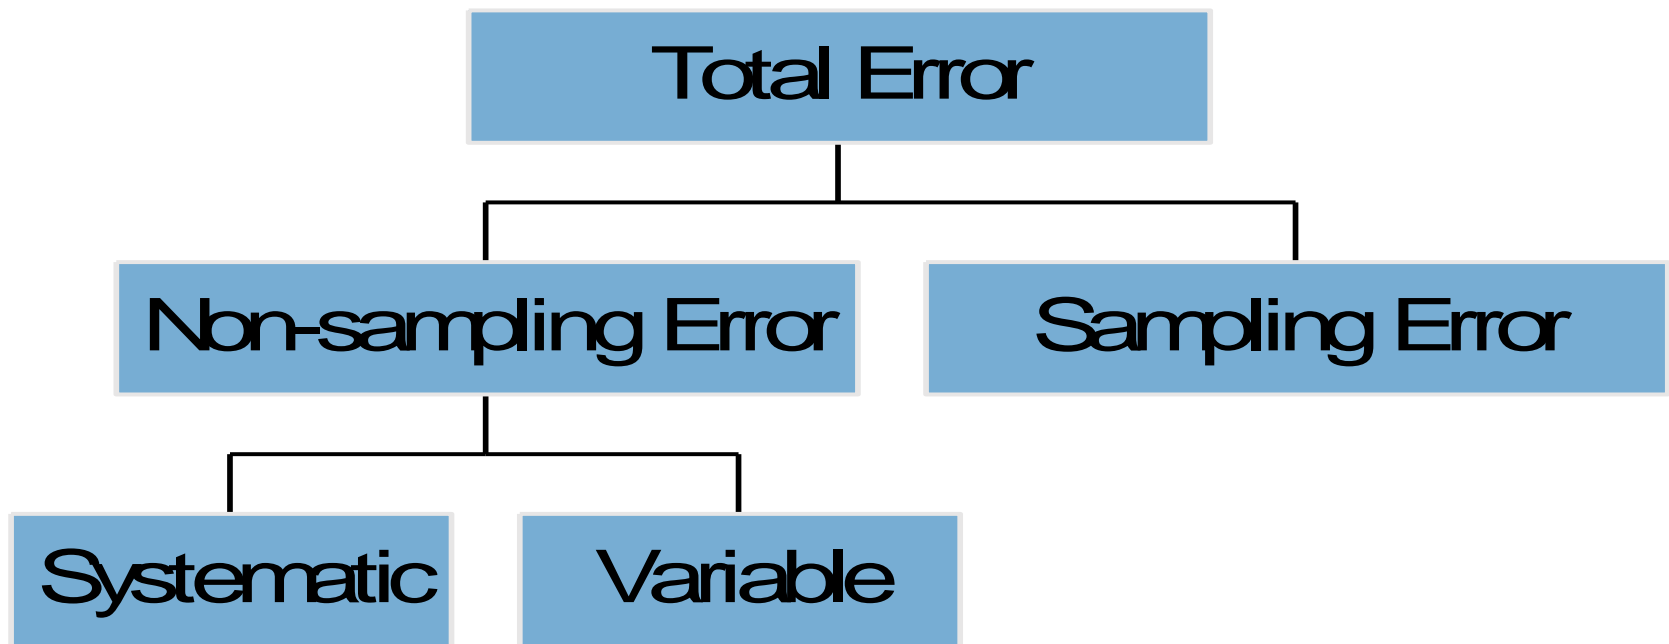 Total Error
Non-sampling Error
Sampling Error
Systematic
Variable